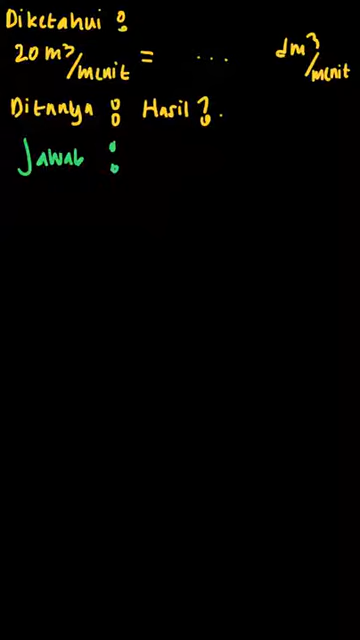 Diketahui :
20 m³/menit = ... dm³/menit
Ditanya : Hasil ?.
Jawab :